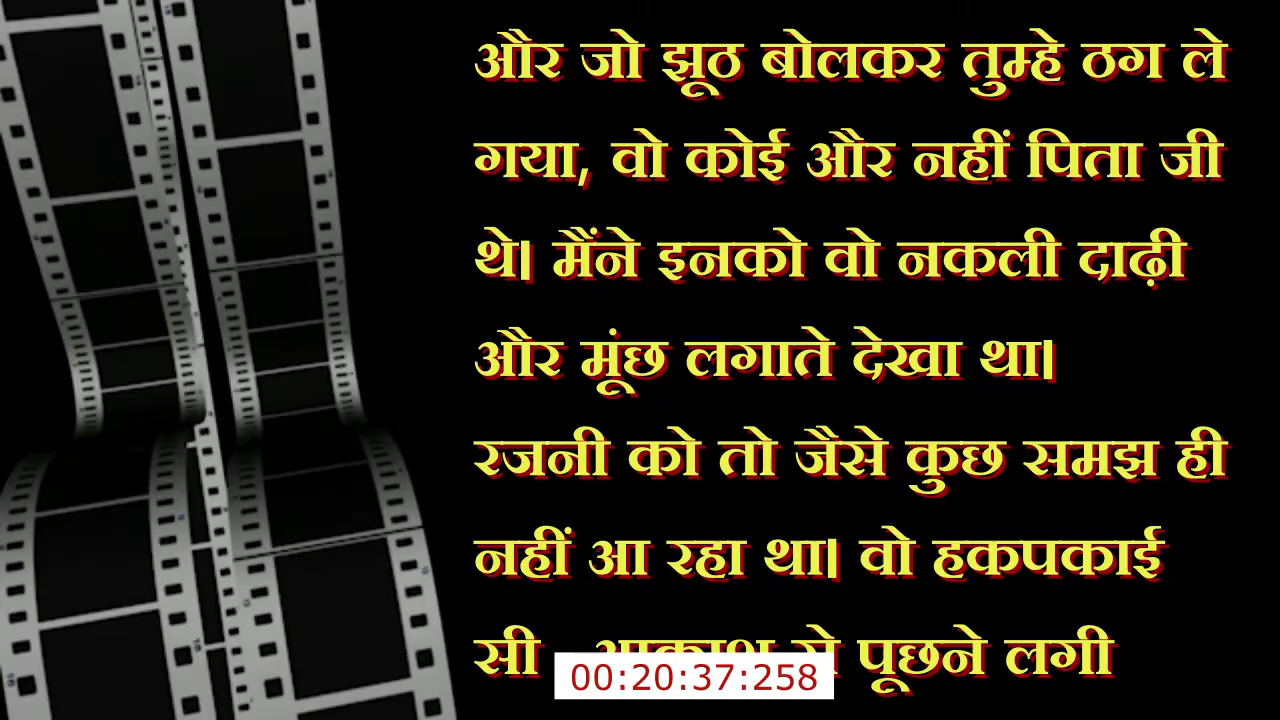 और जो झूठ बोलकर तुम्हे ठग ले
गया, वो कोई और नहीं पिता जी
थे। मैंने इनको वो नकली दाढ़ी
और मूंछ लगाते देखा था।
रजनी को तो जैसे कुछ समझ ही
नहीं आ रहा था। वो हकपकाई
सी आकाश से पूछने लगी
00:20:37:258